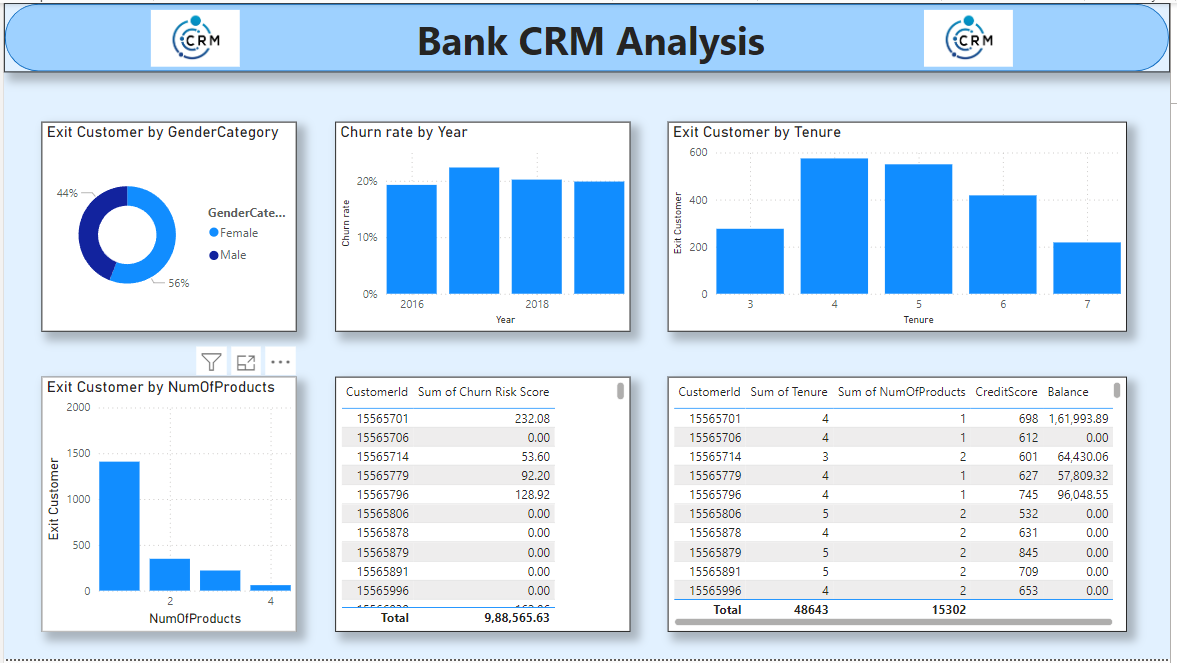 CRM
Bank CRM Analysis
CRM
Exit Customer by GenderCategory
44%
56%
GenderCate...
Female
Male
Churn rate by Year
Churn rate
20%
10%
0%
2016
2018
Year
Exit Customer by Tenure
Exit Customer
600
400
200
0
3
4
5
6
7
Tenure
Exit Customer by NumOfProducts
Exit Customer
2000
1500
1000
500
0
2
4
NumOfProducts
CustomerId Sum of Churn Risk Score
15565701 232.08
15565706 0.00
15565714 53.60
15565779 92.20
15565796 128.92
15565806 0.00
15565878 0.00
15565879 0.00
15565891 0.00
15565996 0.00
Total 9,88,565.63
CustomerId Sum of Tenure Sum of NumOfProducts CreditScore Balance
15565701 4 1 698 1,61,993.89
15565706 4 1 612 0.00
15565714 3 2 601 64,430.06
15565779 4 1 627 57,809.32
15565796 4 1 745 96,048.55
15565806 5 2 532 0.00
15565878 4 2 631 0.00
15565879 5 2 845 0.00
15565891 5 2 709 0.00
15565996 4 2 653 0.00
Total 48643 15302